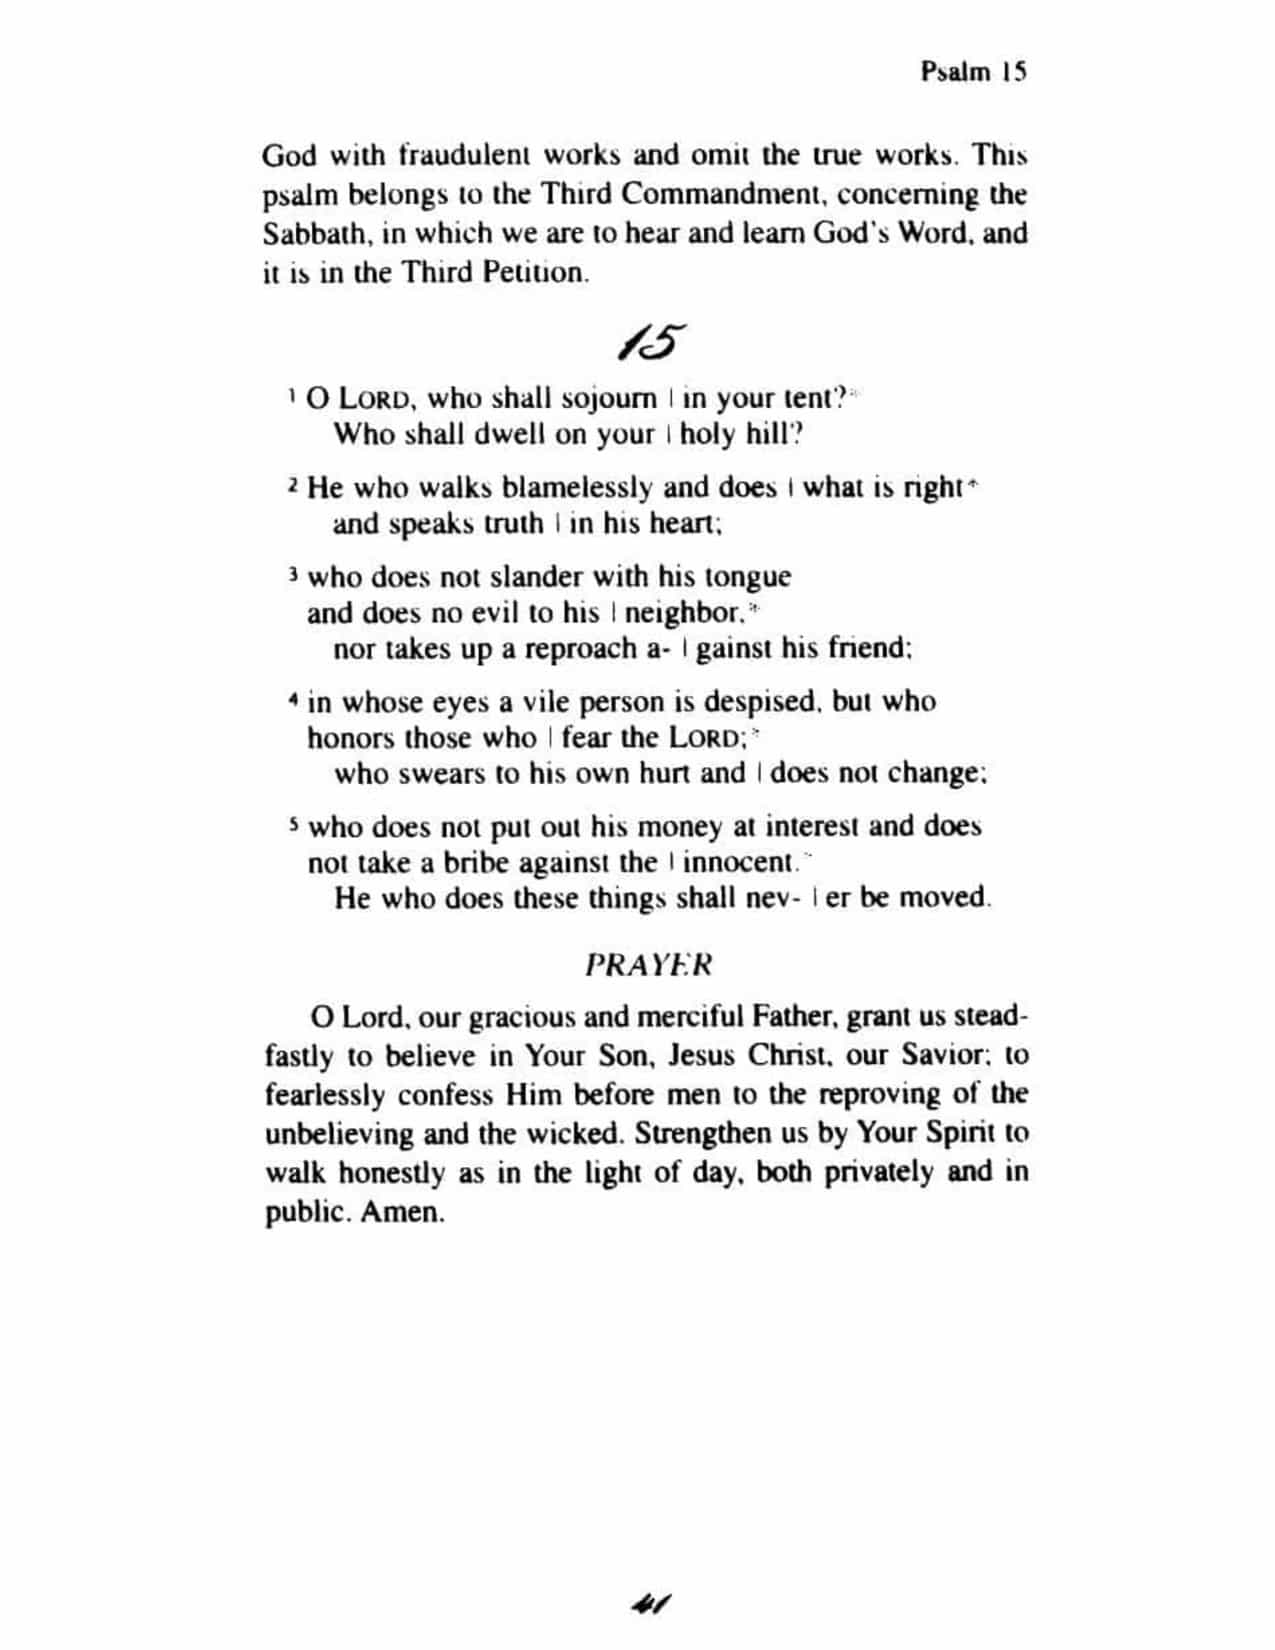 Psalm 15
God with fraudulent works and omit the true works. This
psalm belongs to the Third Commandment, concerning the
Sabbath, in which we are to hear and learn God's Word, and
it is in the Third Petition.
15
1 O LORD, who shall sojourn | in your tent?*
Who shall dwell on your | holy hill?
2 He who walks blamelessly and does | what is right*
and speaks truth | in his heart;
3 who does not slander with his tongue
and does no evil to his | neighbor,*
nor takes up a reproach a- | gainst his friend;
4 in whose eyes a vile person is despised, but who
honors those who | fear the LORD;*
who swears to his own hurt and | does not change;
5 who does not put out his money at interest and does
not take a bribe against the | innocent.*
He who does these things shall nev- | er be moved.
PRAYER
O Lord, our gracious and merciful Father, grant us stead-
fastly to believe in Your Son, Jesus Christ, our Savior; to
fearlessly confess Him before men to the reproving of the
unbelieving and the wicked. Strengthen us by Your Spirit to
walk honestly as in the light of day, both privately and in
public. Amen.
41